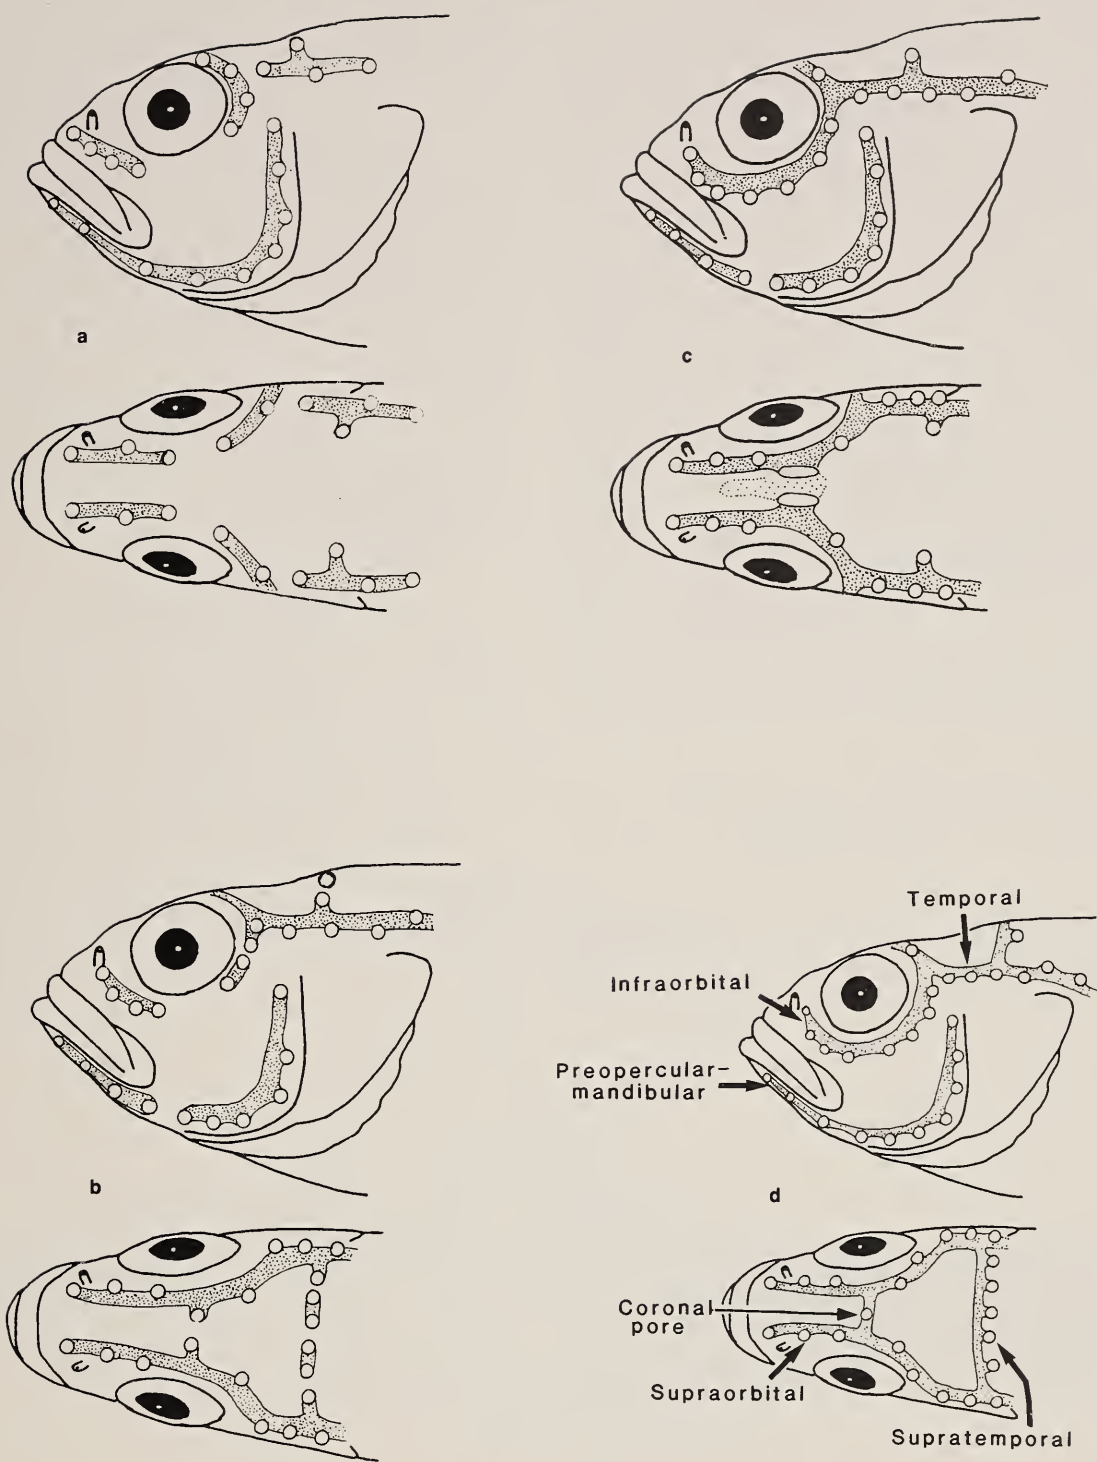 a
c
b
d
Temporal
Infraorbital
Preopercular-
mandibular
Coronal
pore
Supraorbital
Supratemporal